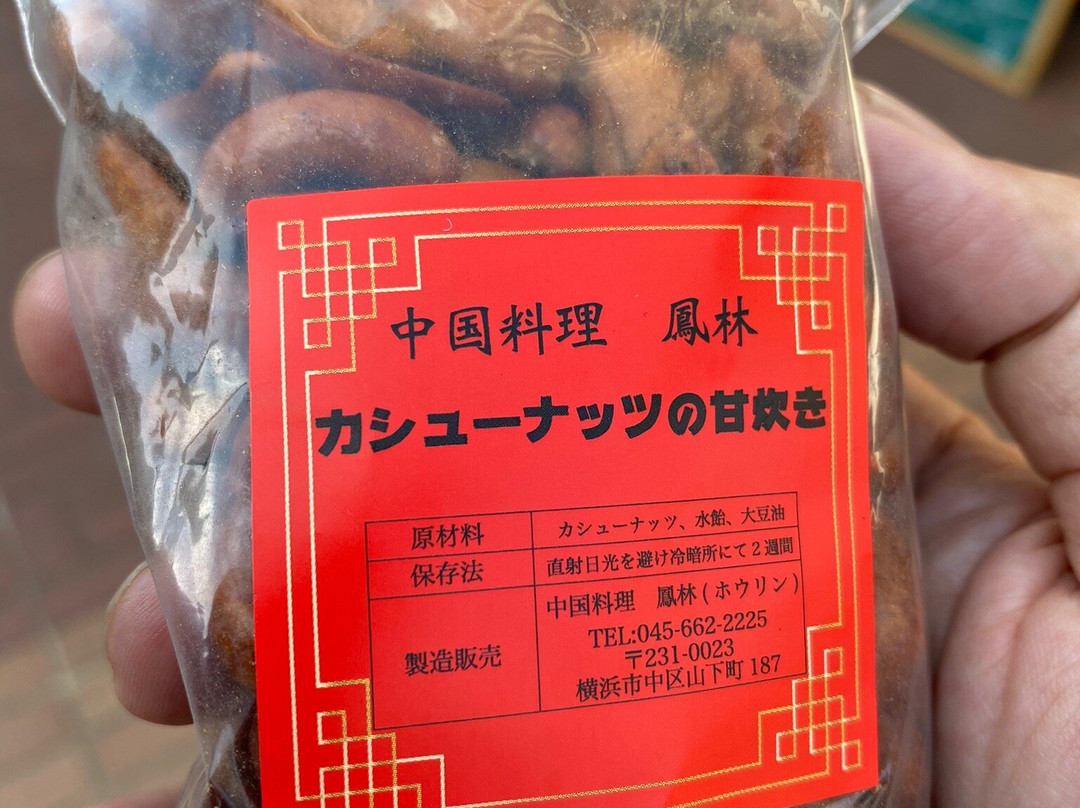 中国料理　鳳林
カシューナッツの甘炊き
原材料 カシューナッツ、水飴、大豆油
保存法 直射日光を避け冷暗所にて2週間
製造販売 中国料理　鳳林(ホウリン)
TEL:045-662-2225
〒231-0023
横浜市中区山下町187